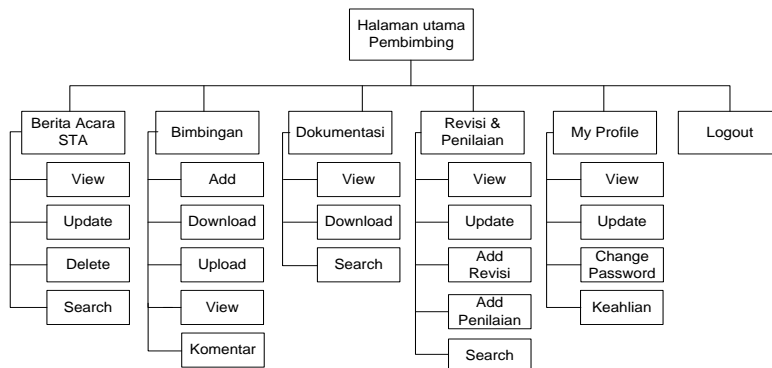 Halaman utama
Pembimbing
Berita Acara
STA
View
Update
Delete
Search
Bimbingan
Add
Download
Upload
View
Komentar
Dokumentasi
View
Download
Search
Revisi &
Penilaian
View
Update
Add
Revisi
Add
Penilaian
Search
My Profile
View
Update
Change
Password
Keahlian
Logout